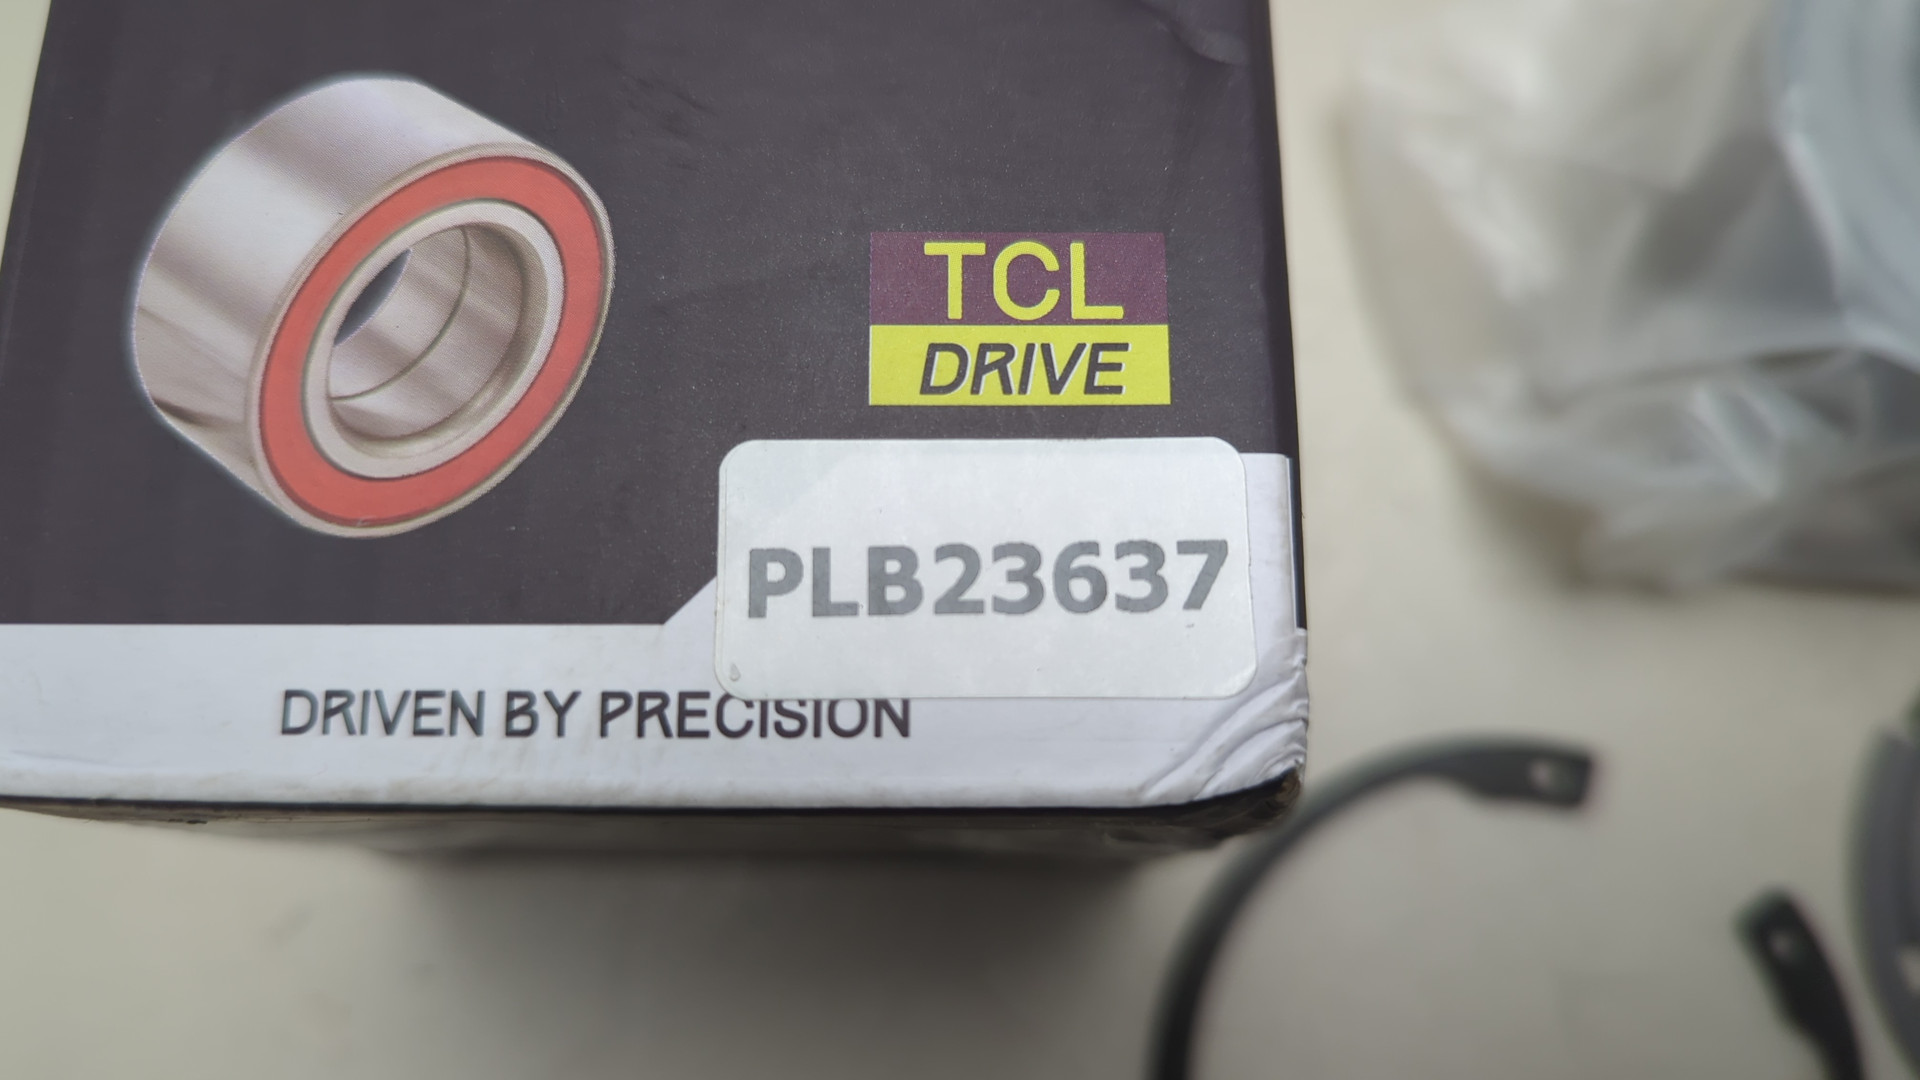 TCL
DRIVE
PLB23637
DRIVEN BY PRECISION